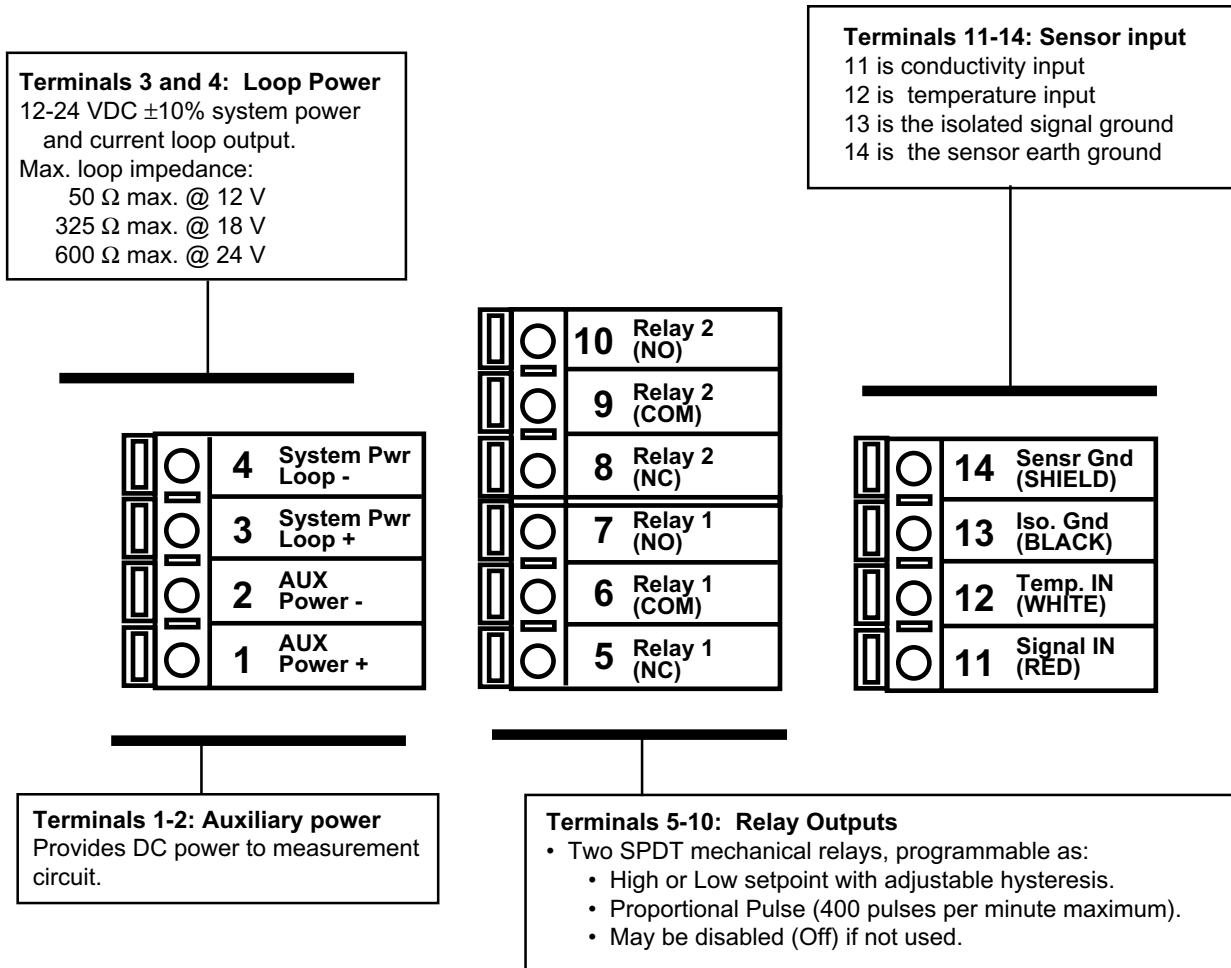 Terminals 3 and 4:  Loop Power
12-24 VDC ±10% system power
and current loop output.
Max. loop impedance:
50 Ω max. @ 12 V
325 Ω max. @ 18 V
600 Ω max. @ 24 V
Terminals 11-14: Sensor input
11 is conductivity input
12 is  temperature input
13 is the isolated signal ground
14 is  the sensor earth ground
4 System Pwr
Loop -
3 System Pwr
Loop +
2 AUX
Power -
1 AUX
Power +
10 Relay 2
(NO)
9 Relay 2
(COM)
8 Relay 2
(NC)
7 Relay 1
(NO)
6 Relay 1
(COM)
5 Relay 1
(NC)
14 Sensr Gnd
(SHIELD)
13 Iso. Gnd
(BLACK)
12 Temp. IN
(WHITE)
11 Signal IN
(RED)
Terminals 1-2: Auxiliary power
Provides DC power to measurement
circuit.
Terminals 5-10:  Relay Outputs
• Two SPDT mechanical relays, programmable as:
• High or Low setpoint with adjustable hysteresis.
• Proportional Pulse (400 pulses per minute maximum).
• May be disabled (Off) if not used.